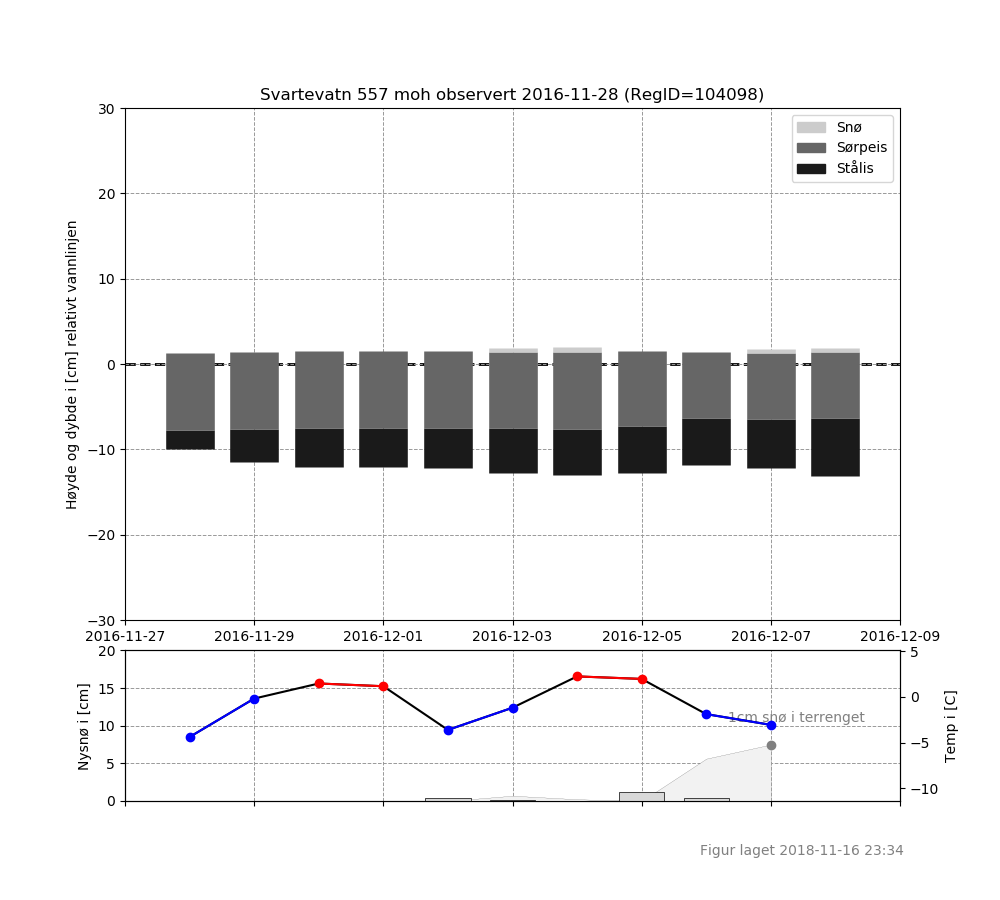 Svartevatn 557 moh observert 2016-11-28 (RegID=104098)
Høyde og dybde i [cm] relativt vannlinjen
30
20
10
0
−10
−20
−30
Snø
Sørpeis
Stålis
2016-11-27 2016-11-29 2016-12-01 2016-12-03 2016-12-05 2016-12-07 2016-12-09
Nysnø i [cm]
20
15
10
5
0
1cm snø i terrenget
5
0
−5
−10
Temp i [C]
Figur laget 2018-11-16 23:34